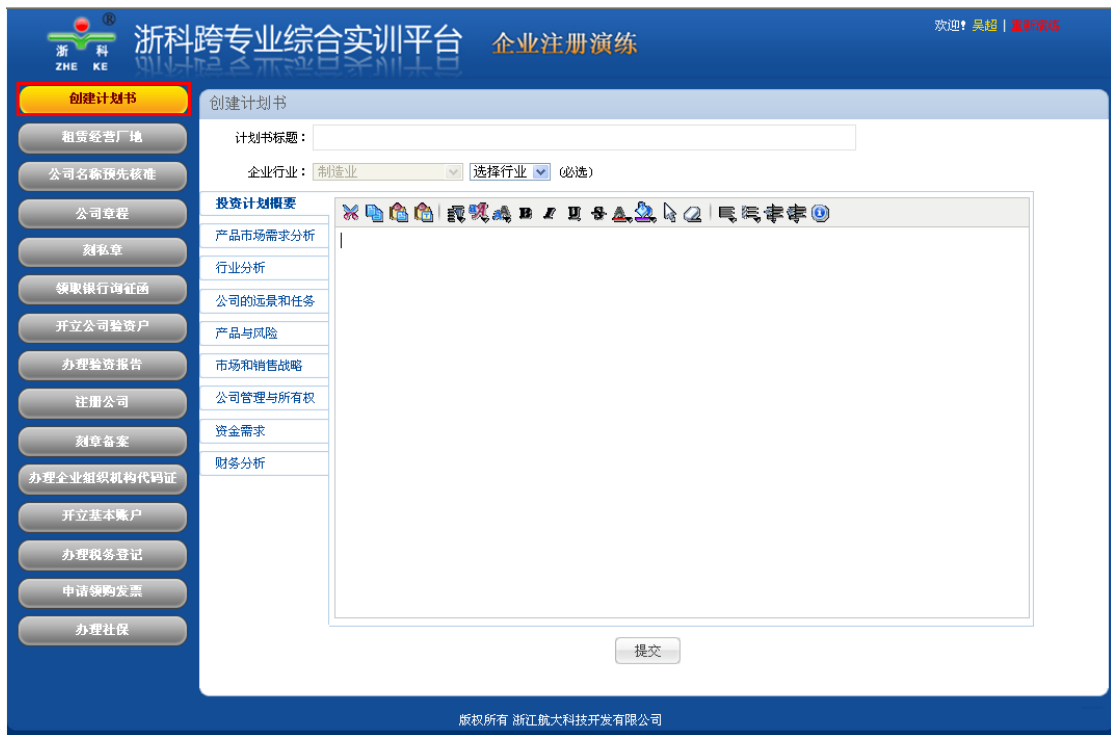 浙 科 ®
ZHE KE
浙科跨专业综合实训平台 企业注册演练
欢迎! 吴超 | 重新演练
创建计划书
租赁经营厂地
公司名称预先核准
公司章程
刻私章
领取银行询征函
开立公司验资户
办理验资报告
注册公司
刻章备案
办理企业组织机构代码证
开立基本账户
办理税务登记
申请领购发票
办理社保
创建计划书
计划书标题：
企业行业： 制造业 选择行业 (必选)
投资计划概要
产品市场需求分析
行业分析
公司的远景和任务
产品与风险
市场和销售战略
公司管理与所有权
资金需求
财务分析
提交
版权所有 浙江航大科技开发有限公司